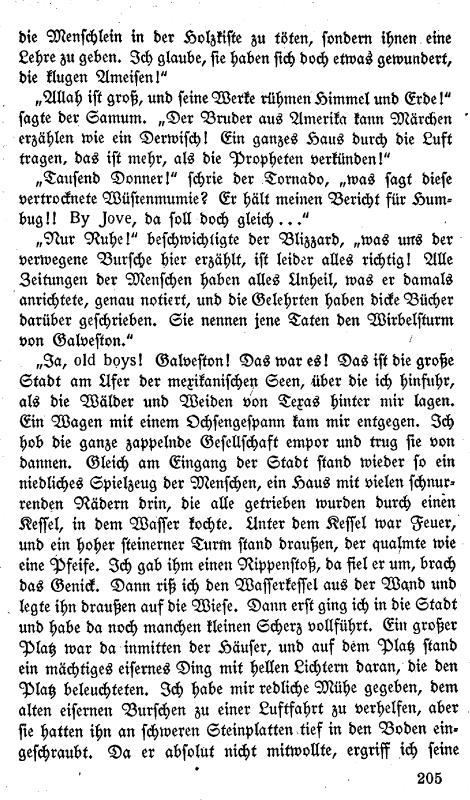 die Menschlein in der Holzkiste zu töten, sondern ihnen eine
Lehre zu geben. Ich glaube, sie haben sich doch etwas gewundert,
die klugen Ameisen!“
„Allah ist groß, und seine Werke rühmen Himmel und Erde!“
sagte der Samum. „Der Bruder aus Amerika kann Märchen
erzählen wie ein Derwisch! Ein ganzes Haus durch die Luft
tragen, das ist mehr, als die Propheten verkünden!“
„Tausend Donner!“ schrie der Tornado, „was sagt diese
vertrocknete Wüstenmumie? Er hält meinen Bericht für Hum-
bug!! By Jove, da soll doch gleich ...“
„Nur Ruhe!“ beschwichtigte der Blizzard, „was uns der
verwegene Bursche hier erzählt, ist leider alles richtig! Alle
Zeitungen der Menschen haben alles Unheil, was er damals
anrichtete, genau notiert, und die Gelehrten haben dicke Bücher
darüber geschrieben. Sie nennen jene Taten den Wirbelsturm
von Galveston.“
„Ja, old boys! Galveston! Das war es! Das ist die große
Stadt am Ufer der mexikanischen Seen, über die ich hinfuhr,
als die Wälder und Weiden von Texas hinter mir lagen.
Ein Wagen mit einem Ochsengespann kam mir entgegen. Ich
hob die ganze zappelnde Gesellschaft empor und trug sie von
dannen. Gleich am Eingang der Stadt stand wieder so ein
niedliches Spielzeug der Menschen, ein Haus mit vielen schnur-
renden Rädern drin, die alle getrieben wurden durch einen
Kessel, in dem Wasser kochte. Unter dem Kessel war Feuer,
und ein hoher steinerner Turm stand draußen, der qualmte wie
eine Pfeife. Ich gab ihm einen Rippenstoß, da fiel er um, brach
das Genick. Dann riß ich den Wasserkessel aus der Wand und
legte ihn draußen auf die Wiese. Dann erst ging ich in die Stadt
und habe da noch manchen kleinen Scherz vollführt. Ein großer
Platz war da inmitten der Häuser, und auf dem Platz stand
ein mächtiges eisernes Ding mit hellen Lichtern daran, die den
Platz beleuchteten. Ich habe mir redliche Mühe gegeben, dem
alten eisernen Burschen zu einer Luftfahrt zu verhelfen, aber
sie hatten ihn an schweren Steinplatten tief in den Boden ein-
geschraubt. Da er absolut nicht mitwollte, ergriff ich seine
205